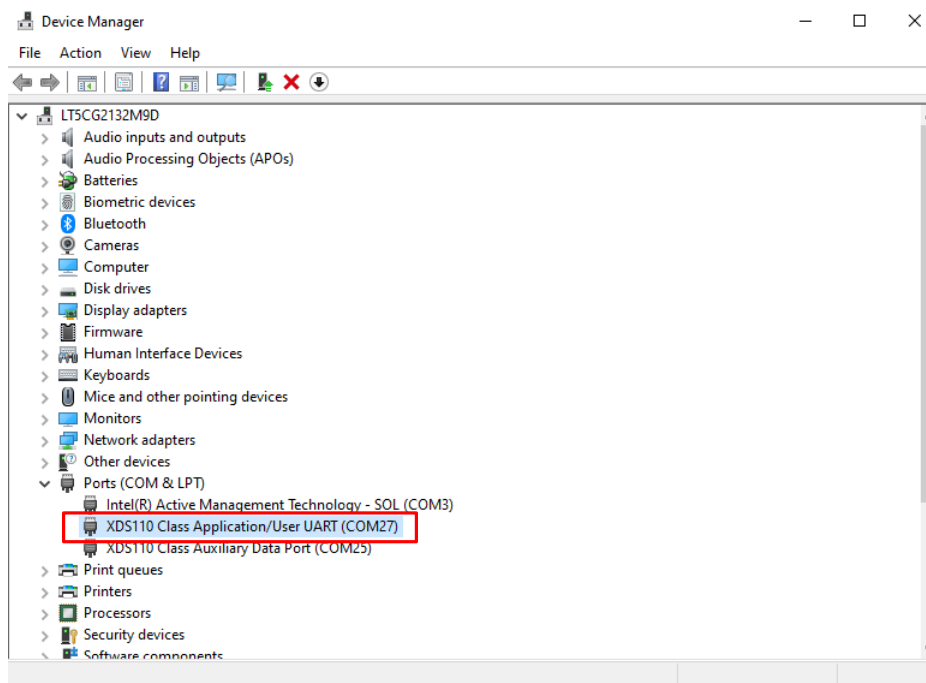 Device Manager
File Action View Help
LT5CG2132M9D
Audio inputs and outputs
Audio Processing Objects (APOs)
Batteries
Biometric devices
Bluetooth
Cameras
Computer
Disk drives
Display adapters
Firmware
Human Interface Devices
Keyboards
Mice and other pointing devices
Monitors
Network adapters
Other devices
Ports (COM & LPT)
Intel(R) Active Management Technology - SOL (COM3)
XDS110 Class Application/User UART (COM27)
XDS110 Class Auxiliary Data Port (COM25)
Print queues
Printers
Processors
Security devices
Software components